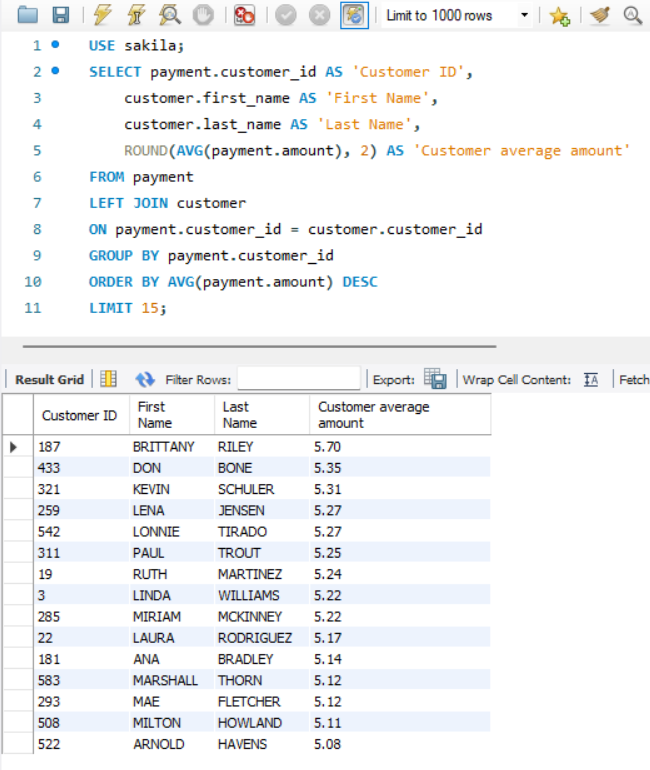 Limit to 1000 rows
1 USE sakila;
2 SELECT payment.customer_id AS 'Customer ID',
3 customer.first_name AS 'First Name',
4 customer.last_name AS 'Last Name',
5 ROUND(AVG(payment.amount), 2) AS 'Customer average amount'
6 FROM payment
7 LEFT JOIN customer
8 ON payment.customer_id = customer.customer_id
9 GROUP BY payment.customer_id
10 ORDER BY AVG(payment.amount) DESC
11 LIMIT 15;
Result Grid Filter Rows: Export: Wrap Cell Content: IA Fetch
Customer ID First Name Last Name Customer average amount
187 BRITTANY RILEY 5.70
433 DON BONE 5.35
321 KEVIN SCHULER 5.31
259 LENA JENSEN 5.27
542 LONNIE TIRADO 5.27
311 PAUL TROUT 5.25
19 RUTH MARTINEZ 5.24
3 LINDA WILLIAMS 5.22
285 MIRIAM MCKINNEY 5.22
22 LAURA RODRIGUEZ 5.17
181 ANA BRADLEY 5.14
583 MARSHALL THORN 5.12
293 MAE FLETCHER 5.12
508 MILTON HOWLAND 5.11
522 ARNOLD HAVENS 5.08